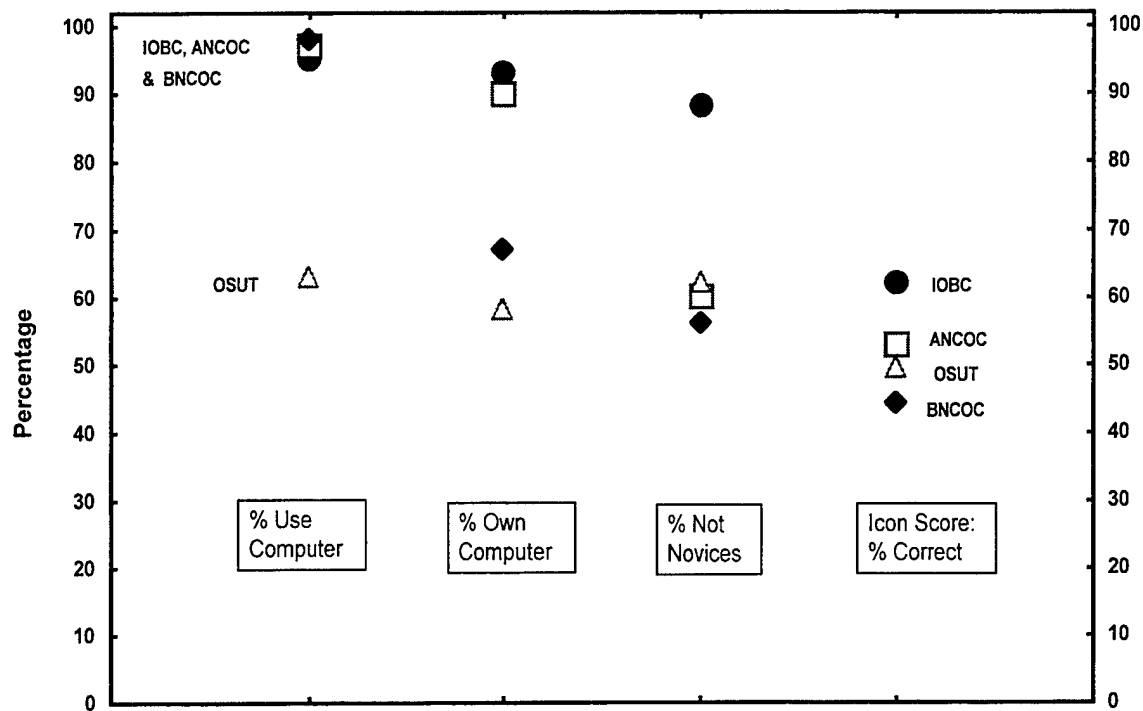 100
90
80
70
60
50
40
30
20
10
0
Percentage
IOBC, ANCOC
& BNCOC
OSUT
IOBC
ANCOC
OSUT
BNCOC
% Use
Computer
% Own
Computer
% Not
Novices
Icon Score:
% Correct
100
90
80
70
60
50
40
30
20
10
0